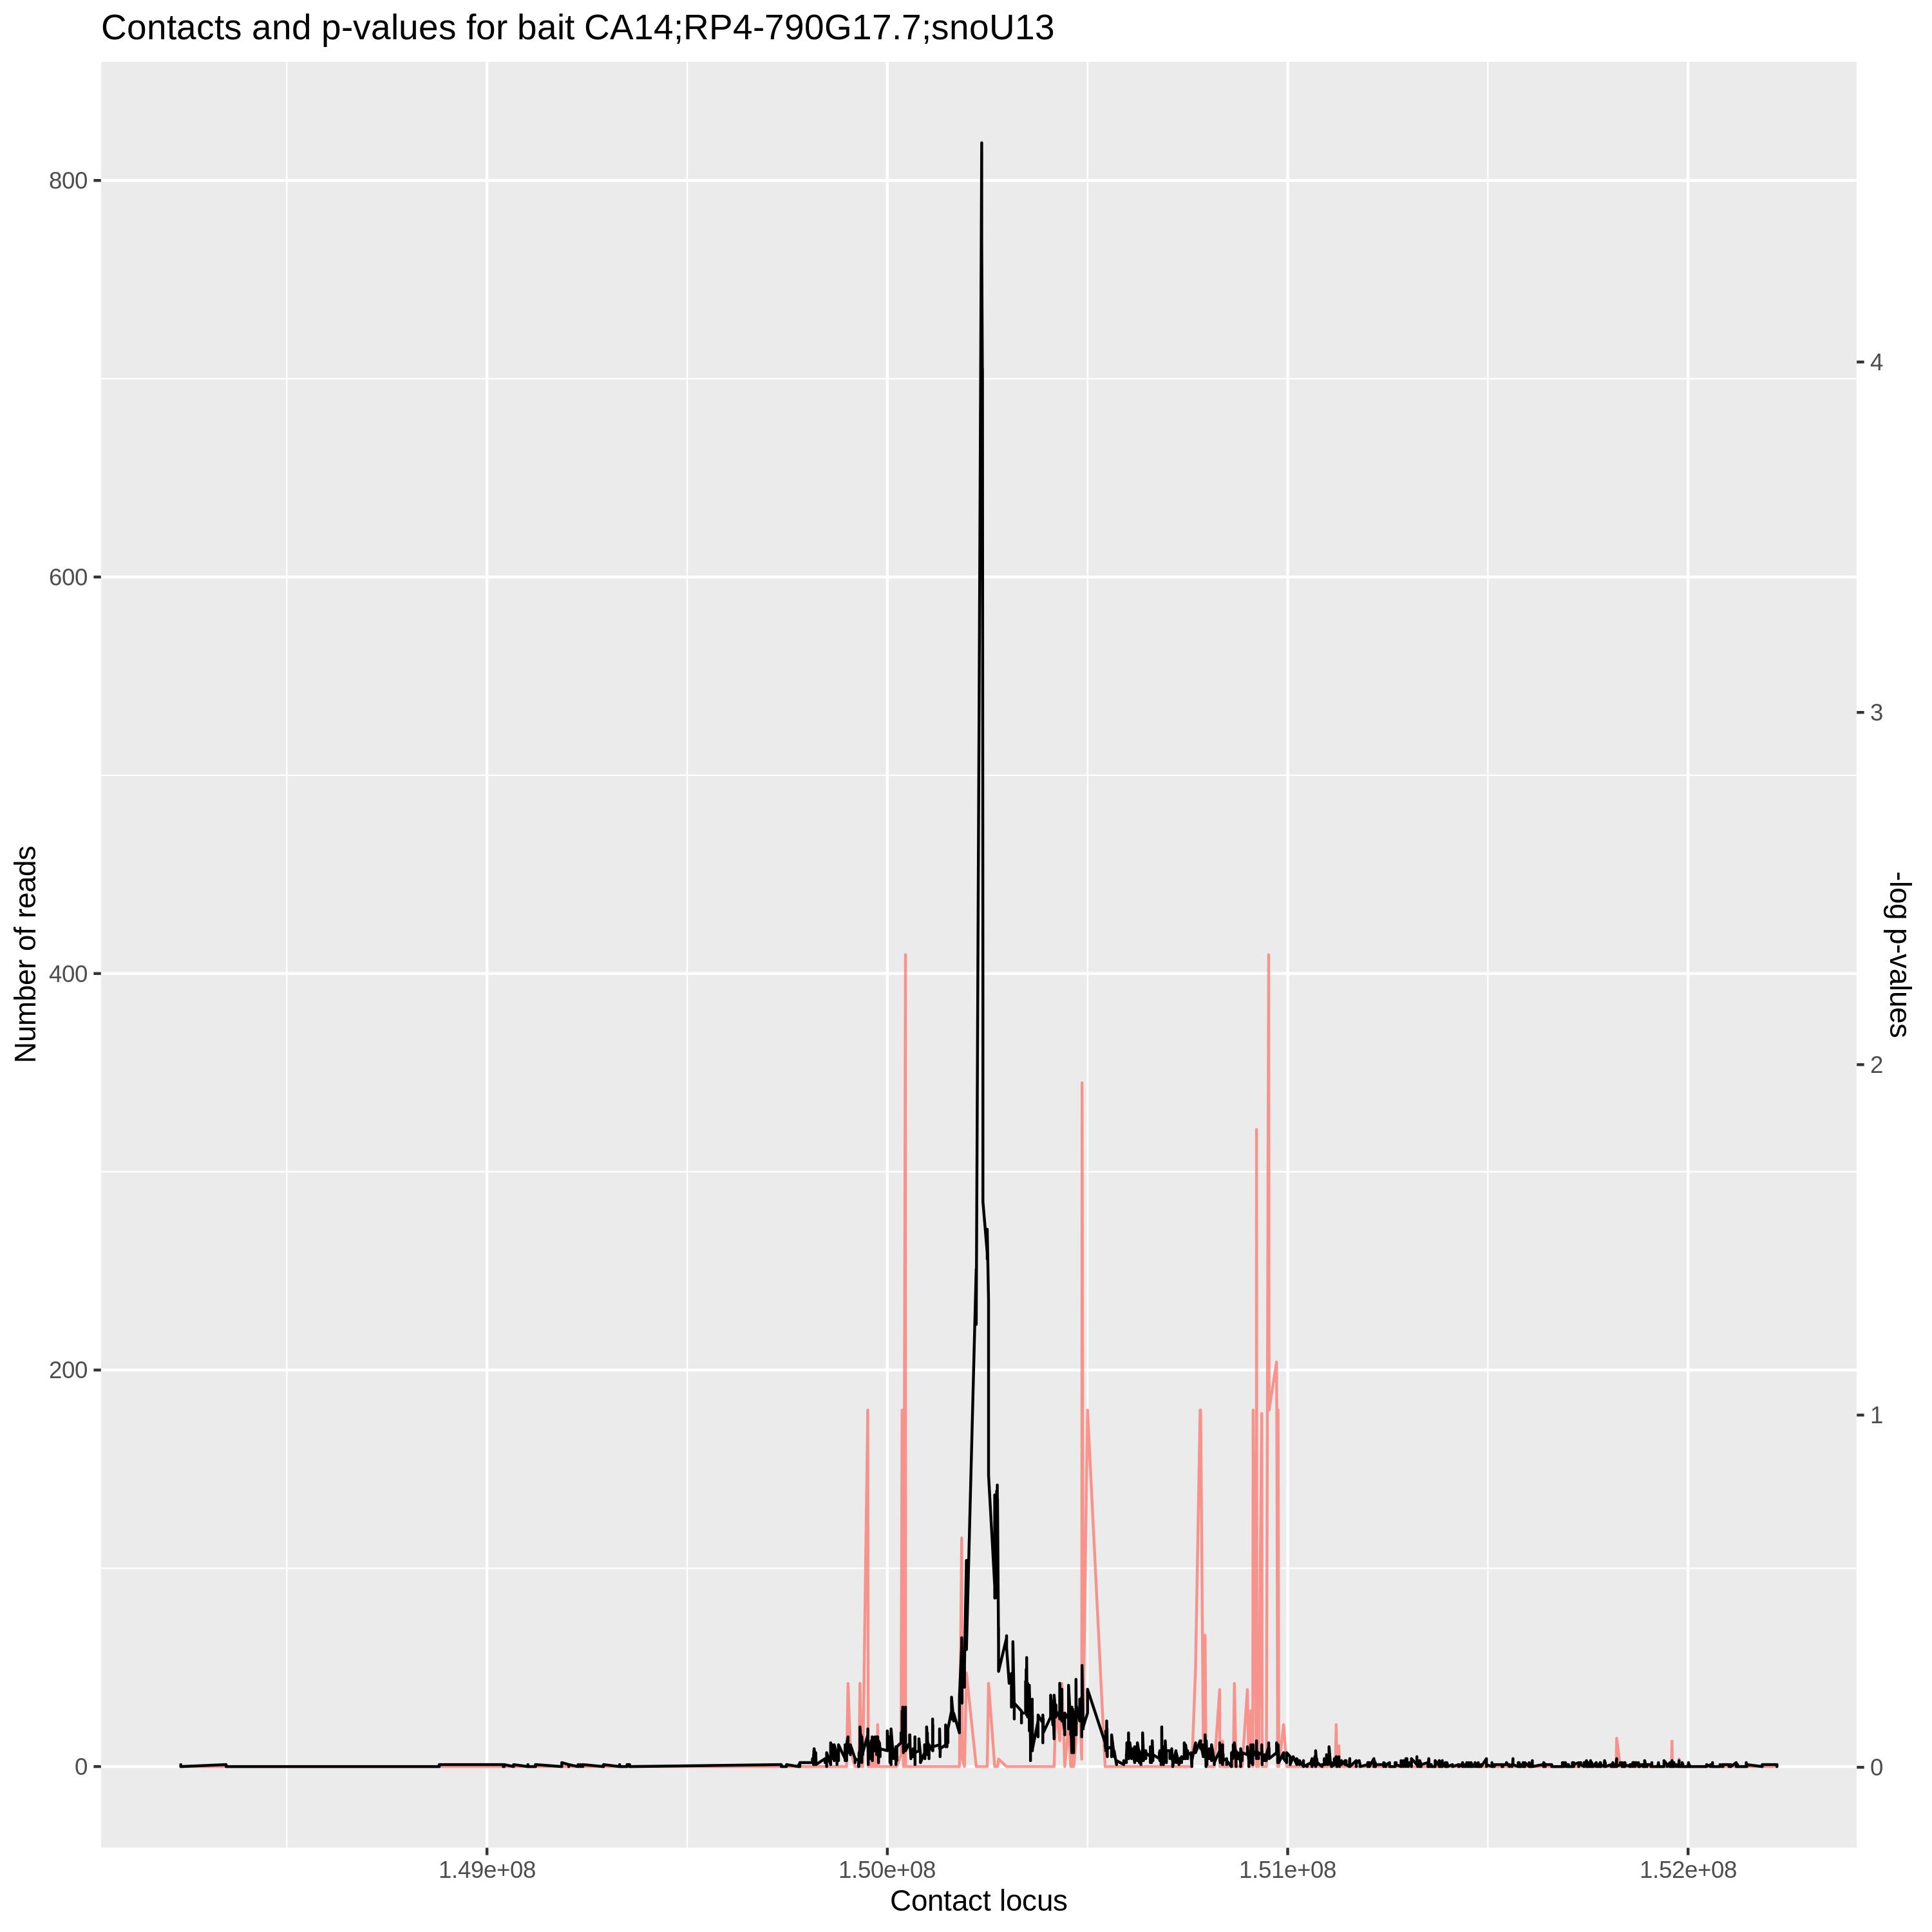 Contacts and p-values for bait CA14;RP4-790G17.7;snoU13
800
600
400
200
0
Number of reads
4
3
2
1
0
-log p-values
1.49e+08
1.50e+08
1.51e+08
1.52e+08
Contact locus